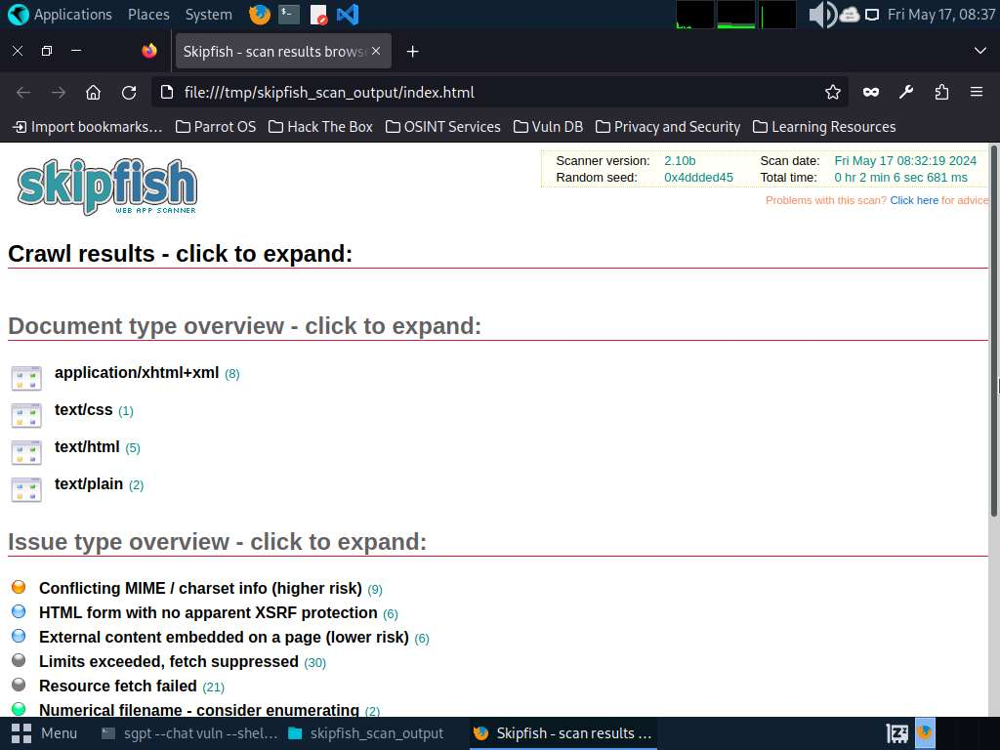 Applications Places System Fri May 17, 08:37
Skipfish - scan results brows
file:///tmp/skipfish_scan_output/index.html
Import bookmarks... Parrot OS Hack The Box OSINT Services Vuln DB Privacy and Security Learning Resources
skipfish
WEB APP SCANNER
Scanner version: 2.10b Scan date: Fri May 17 08:32:19 2024
Random seed: 0x4ddded45 Total time: 0 hr 2 min 6 sec 681 ms
Problems with this scan? Click here for advice
Crawl results - click to expand:
Document type overview - click to expand:
application/xhtml+xml (8)
text/css (1)
text/html (5)
text/plain (2)
Issue type overview - click to expand:
Conflicting MIME / charset info (higher risk) (9)
HTML form with no apparent XSRF protection (6)
External content embedded on a page (lower risk) (6)
Limits exceeded, fetch suppressed (30)
Resource fetch failed (21)
Numerical filename - consider enumerating (2)
Menu sgpt --chat vuln --shel... skipfish_scan_output Skipfish - scan results ...